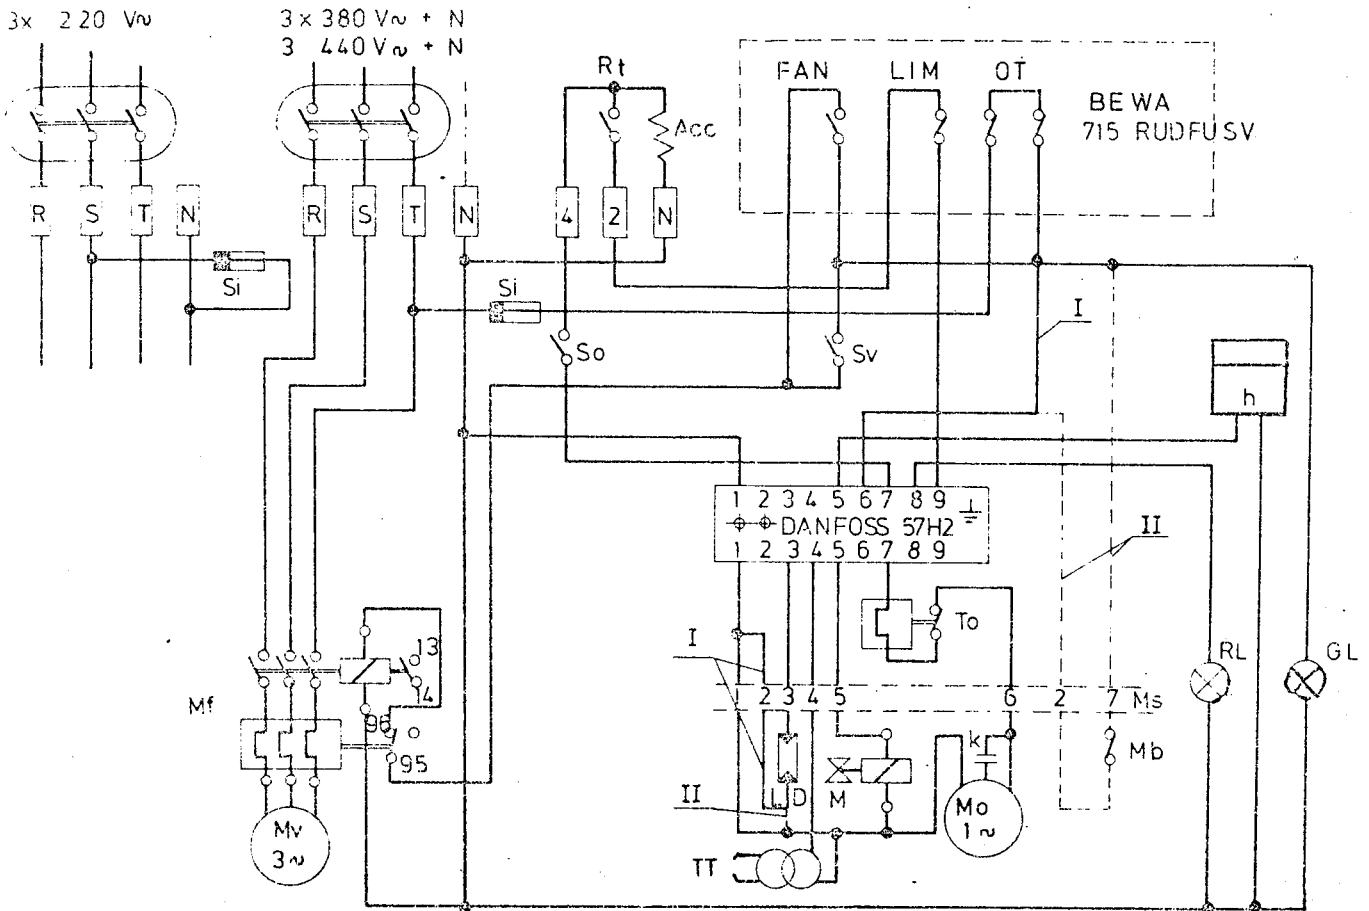 3x 220 V~
3 x 380 V~ + N
3 440 V~ + N
Rt
Acc
FAN LIM OT
BEWA
715 RUDFUSV
R S T N
R S T N
4 2 N
Si
Si
So
Sv
I
h
1 2 3 4 5 6 7 8 9
DANFOSS 57H2
1 2 3 4 5 6 7 8 9
II
To
I
RL
GL
13
14
Mf
96
95
2 3 4 5 6 2 7 Ms
k
Mb
LD
M
II
Mo
1~
Mv
3~
TT